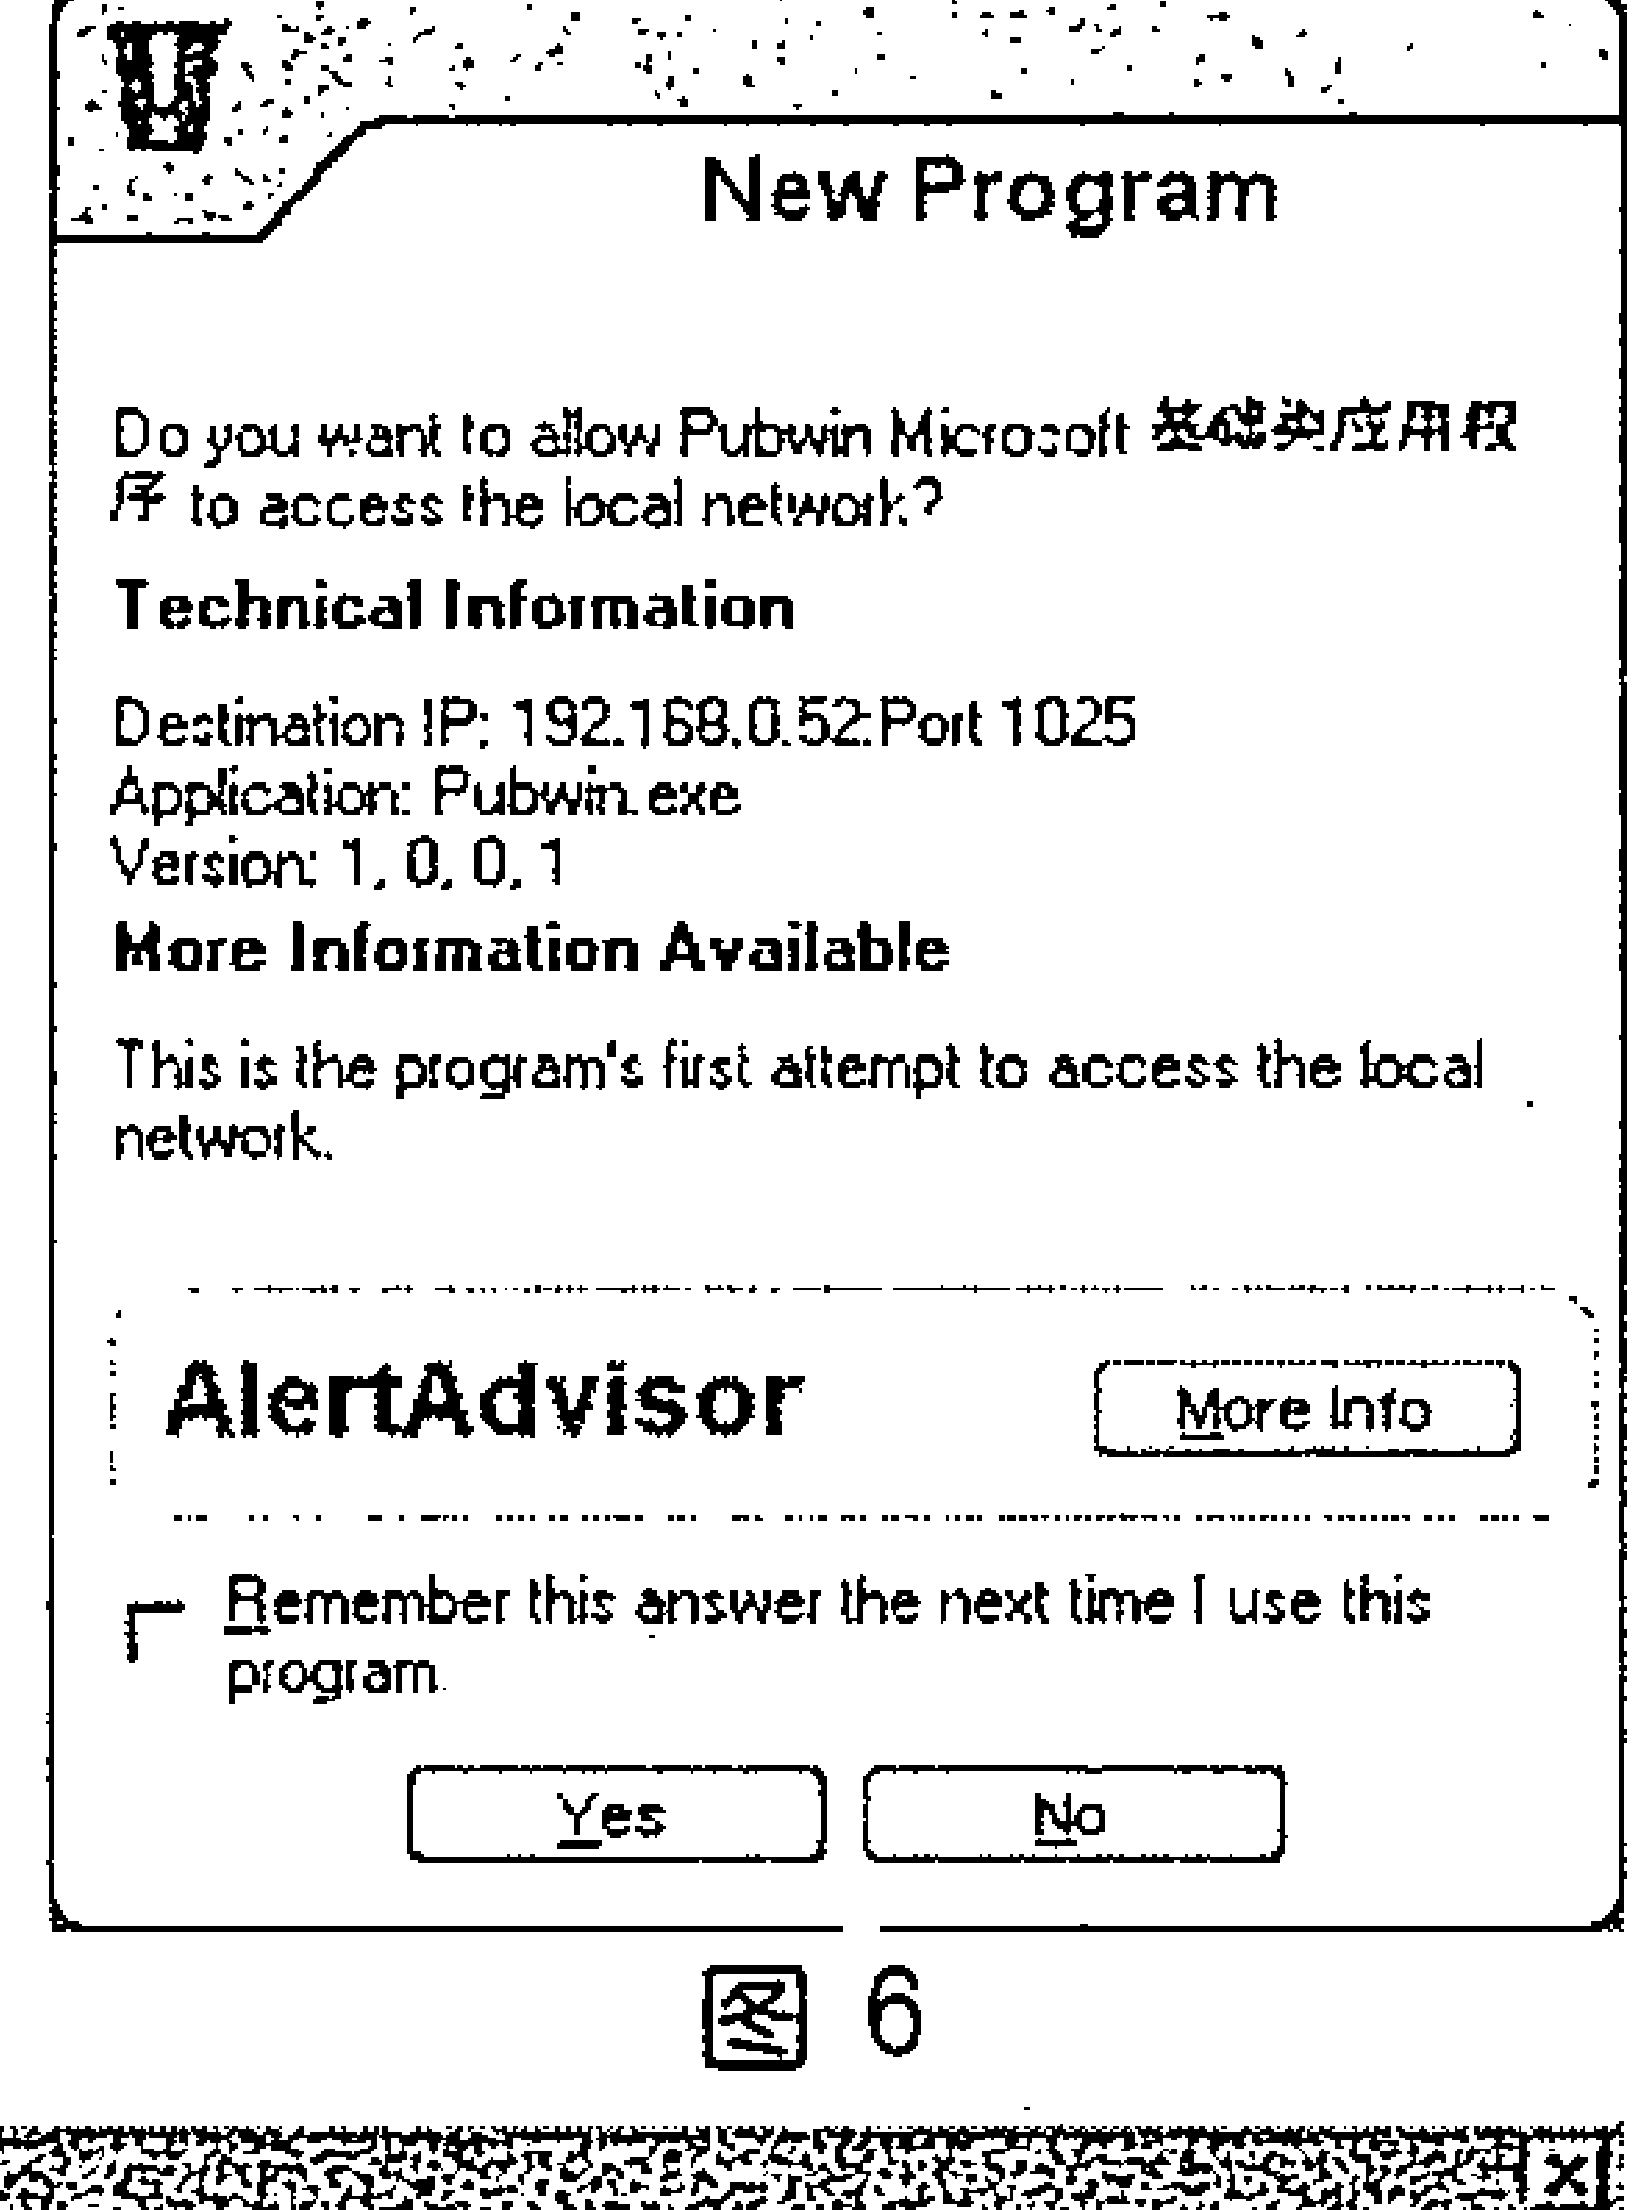 New Program
Do you want to allow Pubwin Microsoft 基础类应用程
序 to access the local network?
Technical Information
Destination IP: 192.168.0.52:Port 1025
Application: Pubwin.exe
Version: 1, 0, 0, 1
More Information Available
This is the program's first attempt to access the local
network.
AlertAdvisor
More Info
Remember this answer the next time I use this
program.
Yes
No
图 6